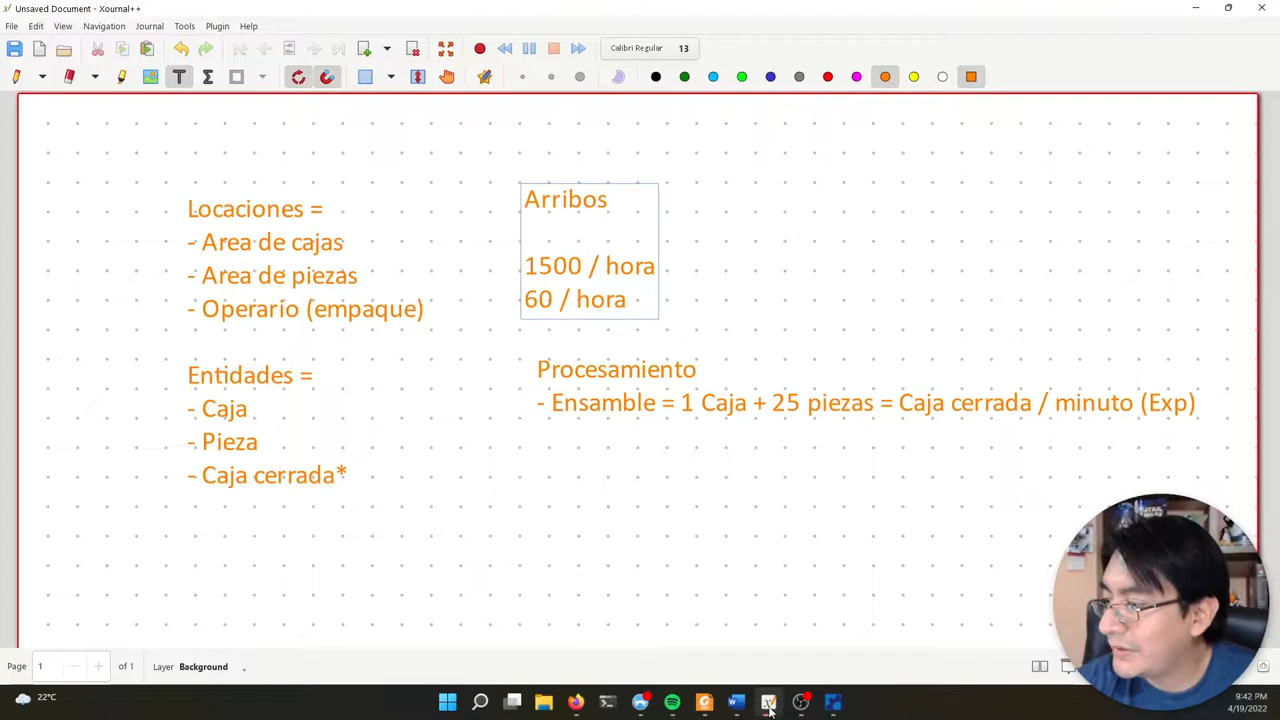 Unsaved Document - Xournal++
File Edit View Navigation Journal Tools Plugin Help
Calibri Regular 13
Locaciones =
- Area de cajas
- Area de piezas
- Operario (empaque)
Entidades =
- Caja
- Pieza
- Caja cerrada*
Arribos
1500 / hora
60 / hora
Procesamiento
- Ensamble = 1 Caja + 25 piezas = Caja cerrada / minuto (Exp)
Page 1 of 1 Layer Background
22°C
9:42 PM
4/19/2022